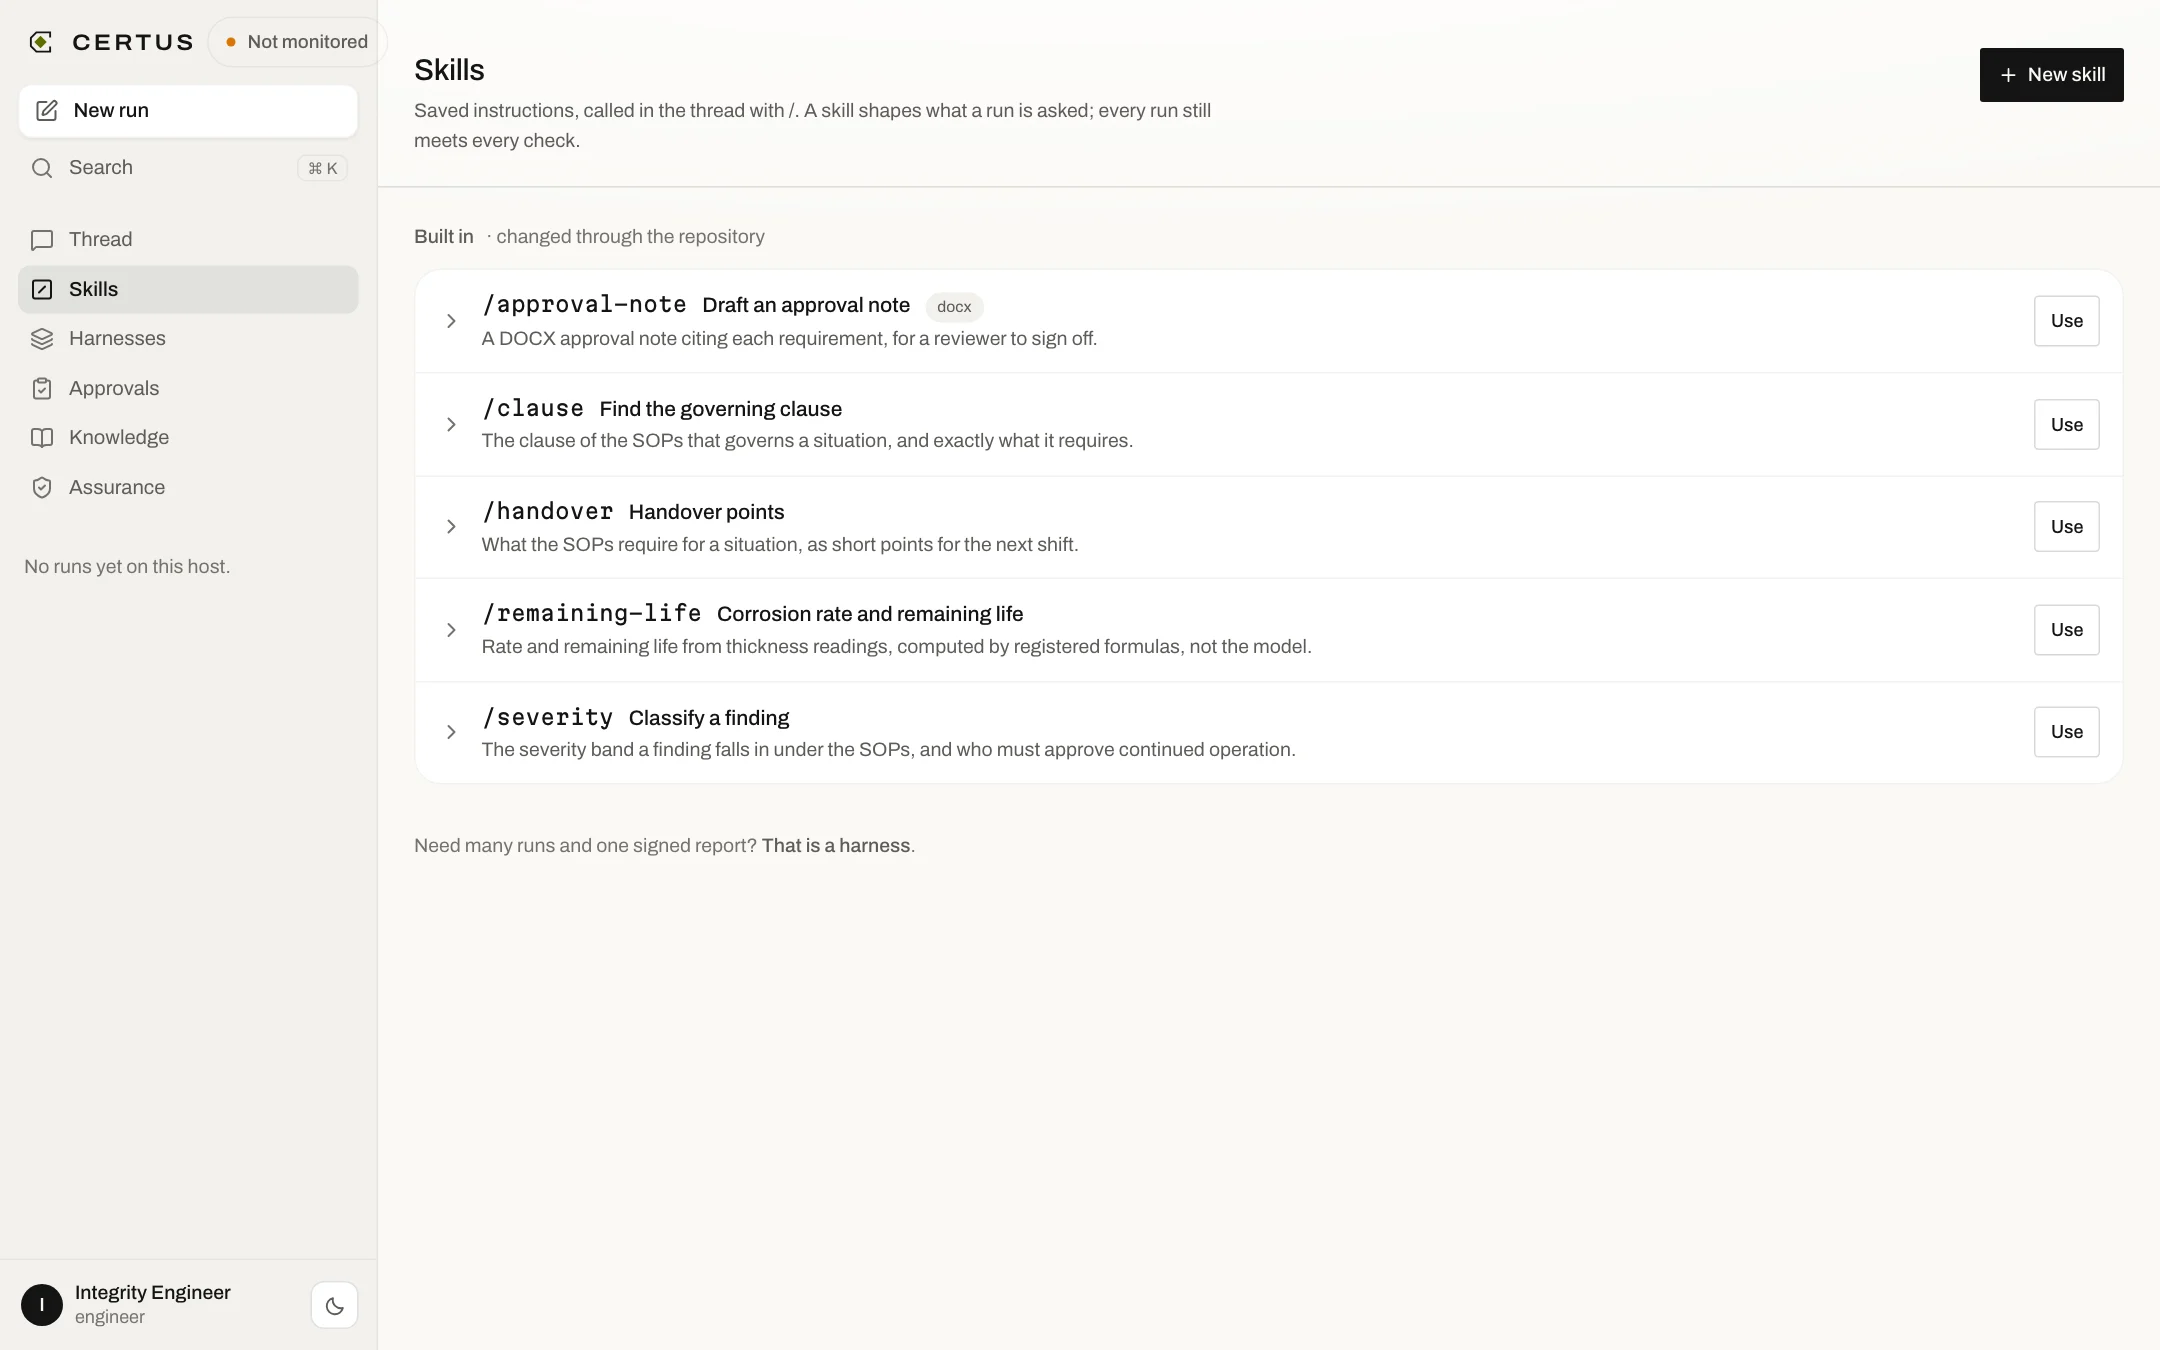 CERTUS
Not monitored
New run
Search
⌘ K
Thread
Skills
Harnesses
Approvals
Knowledge
Assurance
No runs yet on this host.
I
Integrity Engineer
engineer
Skills
Saved instructions, called in the thread with /. A skill shapes what a run is asked; every run still
meets every check.
+ New skill
Built in · changed through the repository
/approval-note Draft an approval note docx
A DOCX approval note citing each requirement, for a reviewer to sign off.
Use
/clause Find the governing clause
The clause of the SOPs that governs a situation, and exactly what it requires.
Use
/handover Handover points
What the SOPs require for a situation, as short points for the next shift.
Use
/remaining-life Corrosion rate and remaining life
Rate and remaining life from thickness readings, computed by registered formulas, not the model.
Use
/severity Classify a finding
The severity band a finding falls in under the SOPs, and who must approve continued operation.
Use
Need many runs and one signed report? That is a harness.